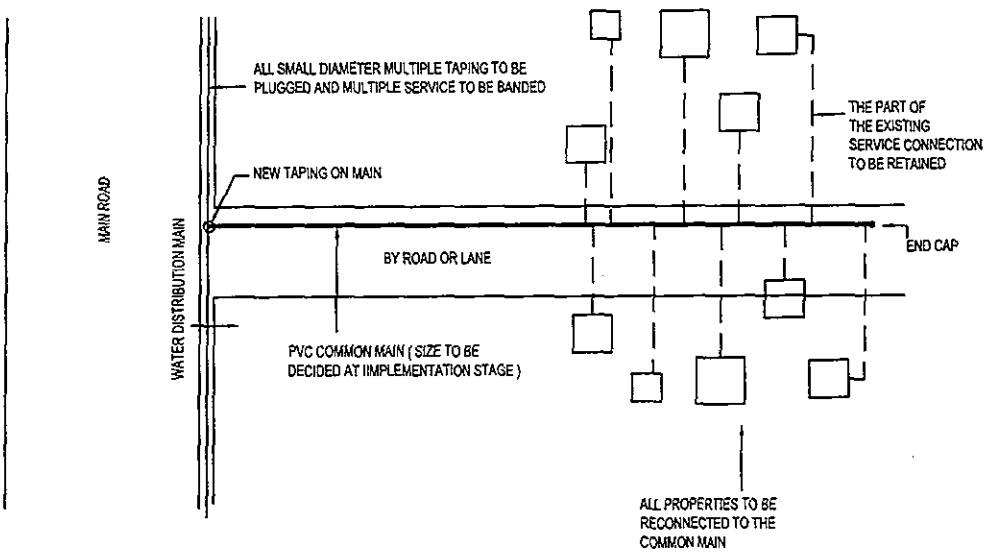 ALL SMALL DIAMETER MULTIPLE TAPING TO BE
PLUGGED AND MULTIPLE SERVICE TO BE BANDED
THE PART OF
THE EXISTING
SERVICE CONNECTION
TO BE RETAINED
NEW TAPING ON MAIN
MAIN ROAD
WATER DISTRIBUTION MAIN
BY ROAD OR LANE
END CAP
PVC COMMON MAIN ( SIZE TO BE
DECIDED AT IIMPLEMENTATION STAGE )
ALL PROPERTIES TO BE
RECONNECTED TO THE
COMMON MAIN